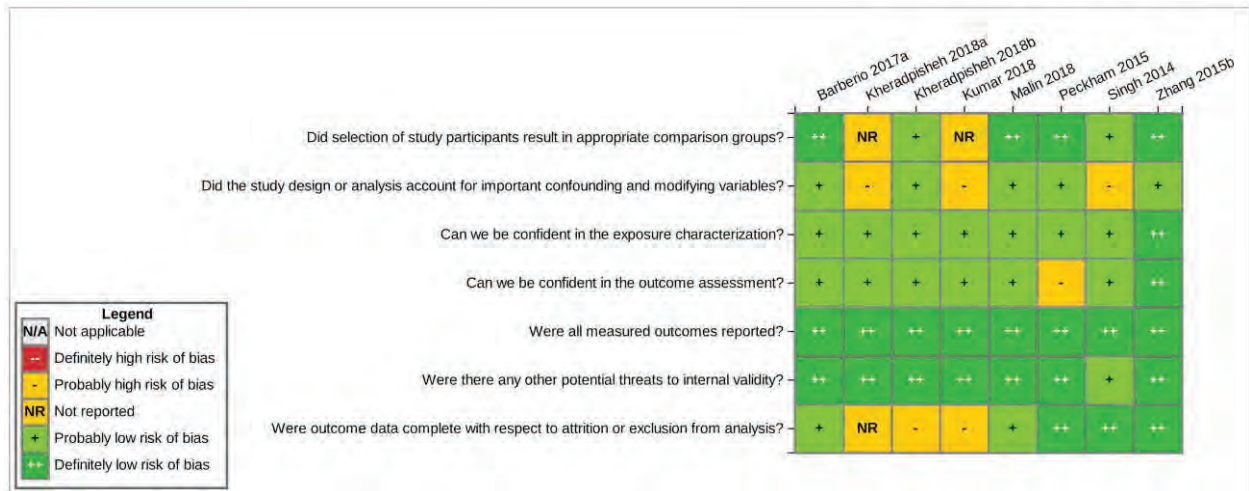 Barberio 2017a
Kheradpisheh 2018a
Kheradpisheh 2018b
Kumar 2018
Malin 2018
Peckham 2015
Singh 2014
Zhang 2015b
Did selection of study participants result in appropriate comparison groups? ++ NR + NR ++ ++ + ++
Did the study design or analysis account for important confounding and modifying variables? + - + - + + - +
Can we be confident in the exposure characterization? + + + + + + + ++
Can we be confident in the outcome assessment? + + + + + - + ++
Were all measured outcomes reported? ++ ++ ++ ++ ++ ++ ++ ++
Were there any other potential threats to internal validity? ++ ++ ++ ++ ++ ++ + ++
Were outcome data complete with respect to attrition or exclusion from analysis? + NR - - + ++ ++ ++
Legend
N/A Not applicable
-- Definitely high risk of bias
- Probably high risk of bias
NR Not reported
+ Probably low risk of bias
++ Definitely low risk of bias